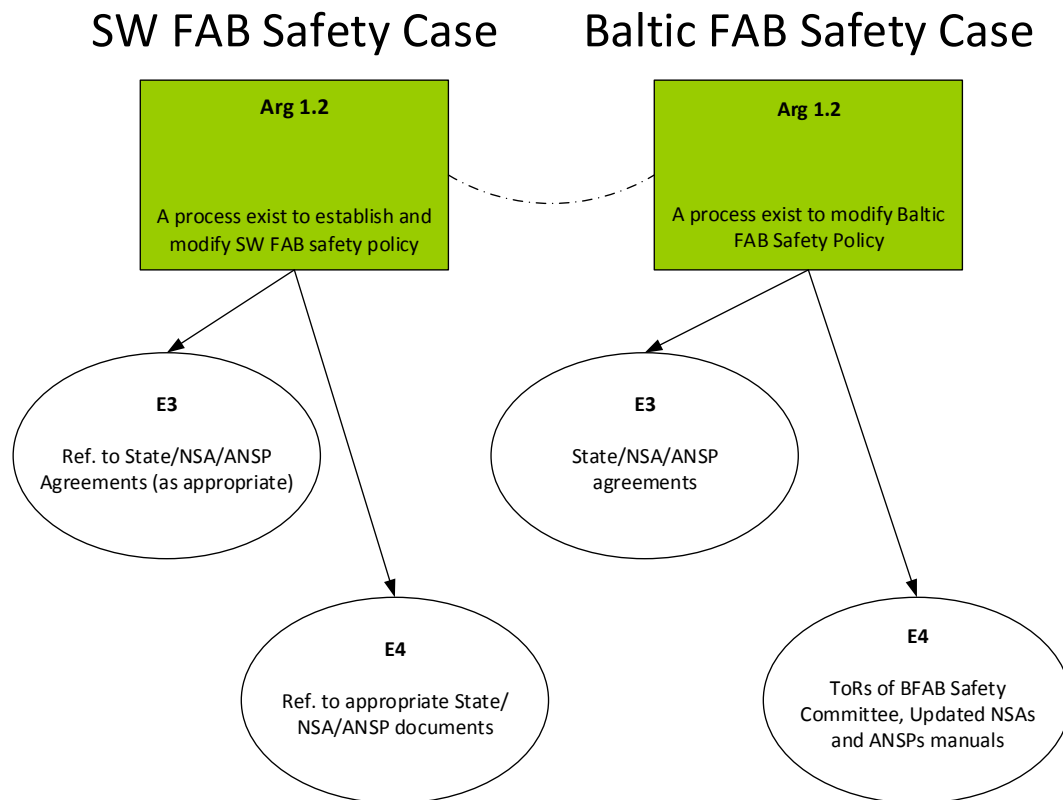 SW FAB Safety Case
Baltic FAB Safety Case
Arg 1.2
A process exist to establish and
modify SW FAB safety policy
Arg 1.2
A process exist to modify Baltic
FAB Safety Policy
E3
Ref. to State/NSA/ANSP
Agreements (as appropriate)
E3
State/NSA/ANSP
agreements
E4
Ref. to appropriate State/
NSA/ANSP documents
E4
ToRs of BFAB Safety
Committee, Updated NSAs
and ANSPs manuals